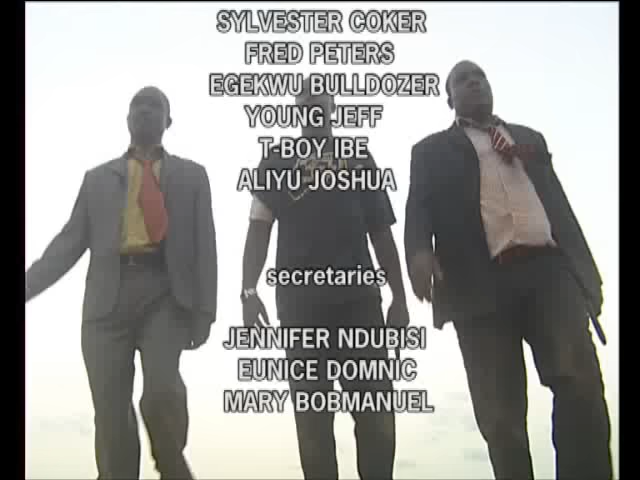 SYLVESTER COKER
FRED PETERS
EGEKWU BULLDOZER
YOUNG JEFF
T-BOY IBE
ALIYU JOSHUA
secretaries
JENNIFER NDUBISI
EUNICE DOMNIC
MARY BOBMANUEL